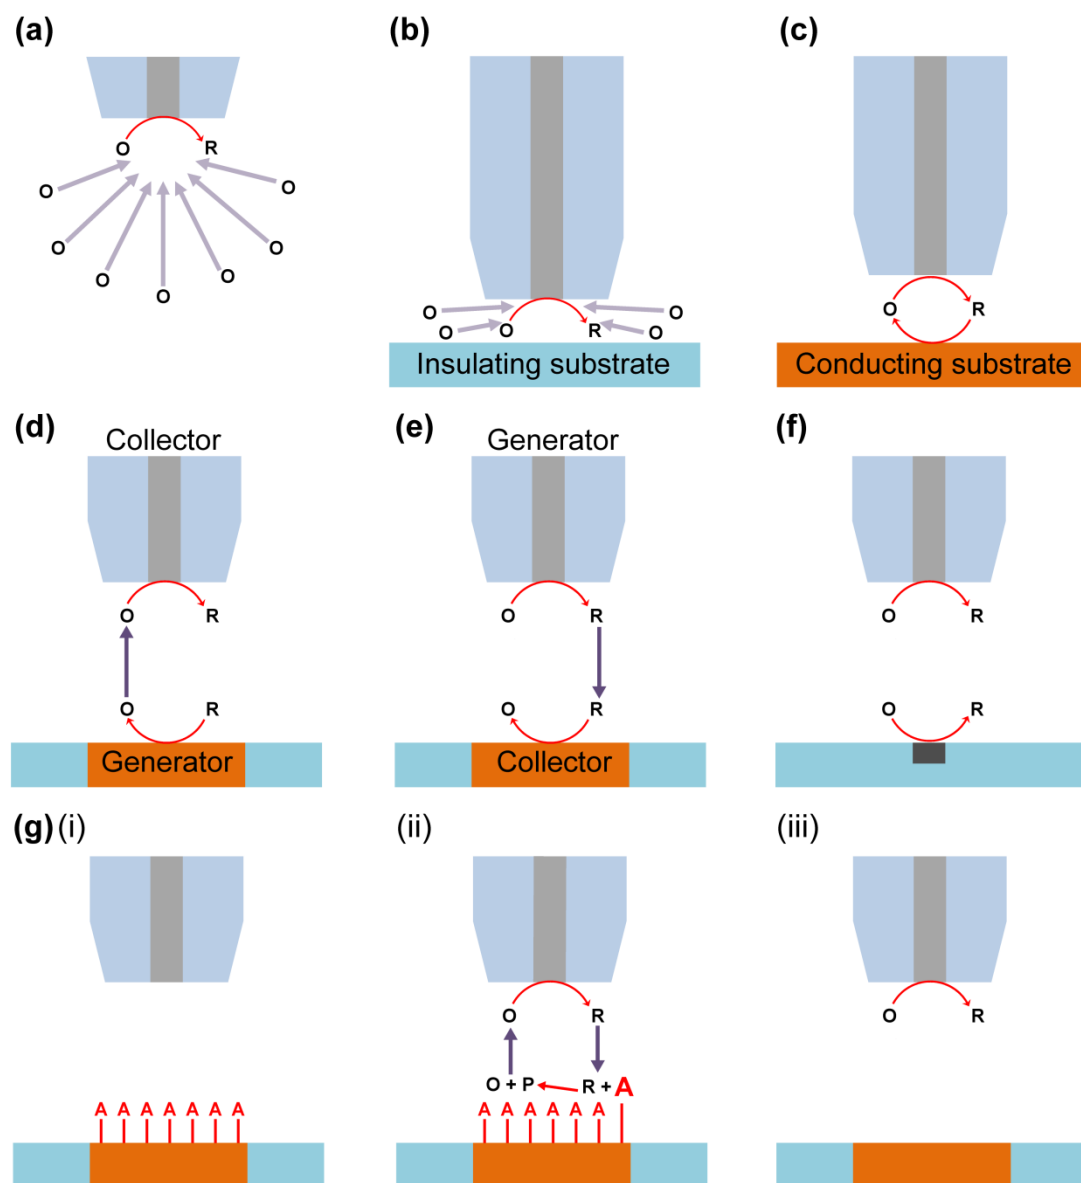 (a)
O R
O O
O O
O O
O
(b)
O O
O O R O
Insulating substrate
(c)
O R
Conducting substrate
(d)
Collector
O R
O R
Generator
(e)
Generator
O R
O R
Collector
(f)
O R
O R
(g) (i)
A A A A A A A
(ii)
O R
O + P R + A
A A A A A A
(iii)
O R